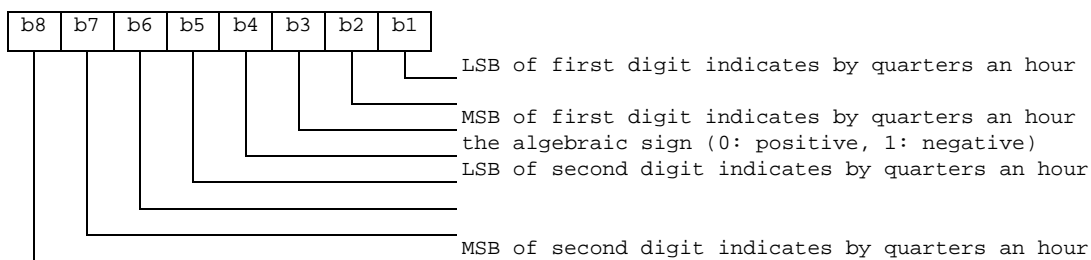 b8 b7 b6 b5 b4 b3 b2 b1
LSB of first digit indicates by quarters an hour
MSB of first digit indicates by quarters an hour
the algebraic sign (0: positive, 1: negative)
LSB of second digit indicates by quarters an hour
MSB of second digit indicates by quarters an hour